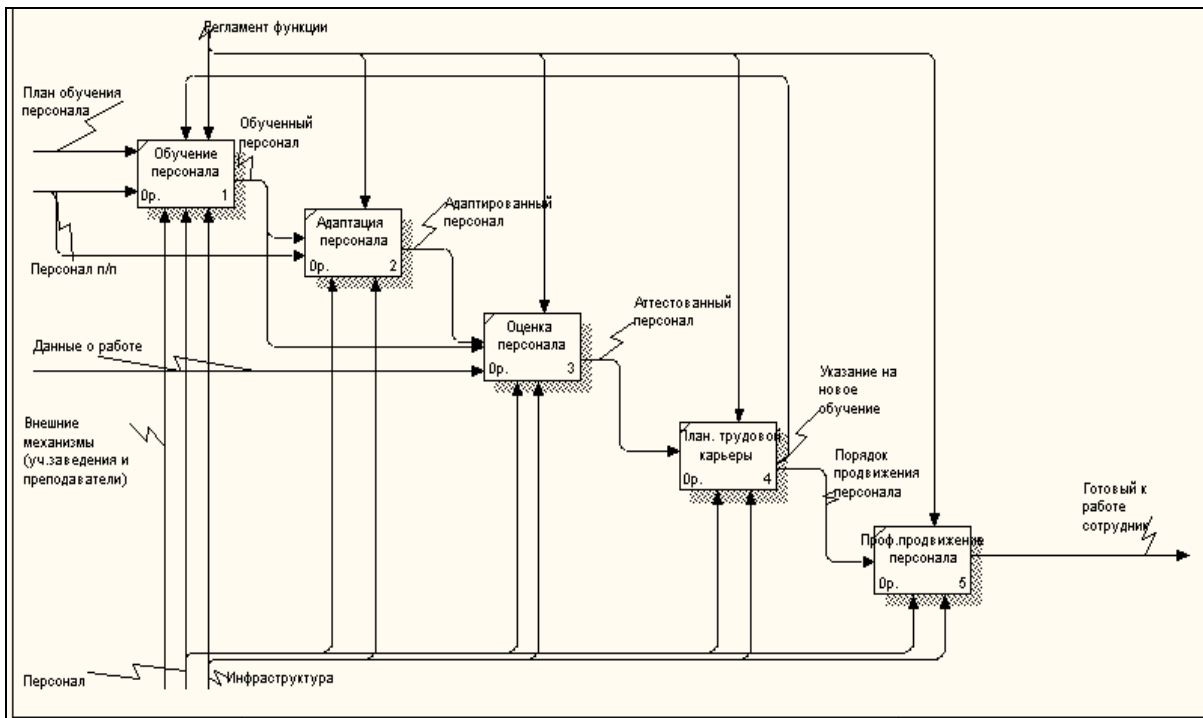 Регламент функции
План обучения
персонала
Обученный
персонал
Обучение
персонала
0р.
1
Адаптация
персонала
0р.
2
Адаптированный
персонал
Персонал п/п
Оценка
персонала
0р.
3
Аттестованный
персонал
Данные о работе
Указание на
новое
обучение
Внешние
механизмы
(уч.заведения и
преподаватели)
План. трудовой
карьеры
0р.
4
Порядок
продвижения
персонала
Готовый к
работе
сотрудник
Проф.продвижение
персонала
0р.
5
Персонал
Инфраструктура